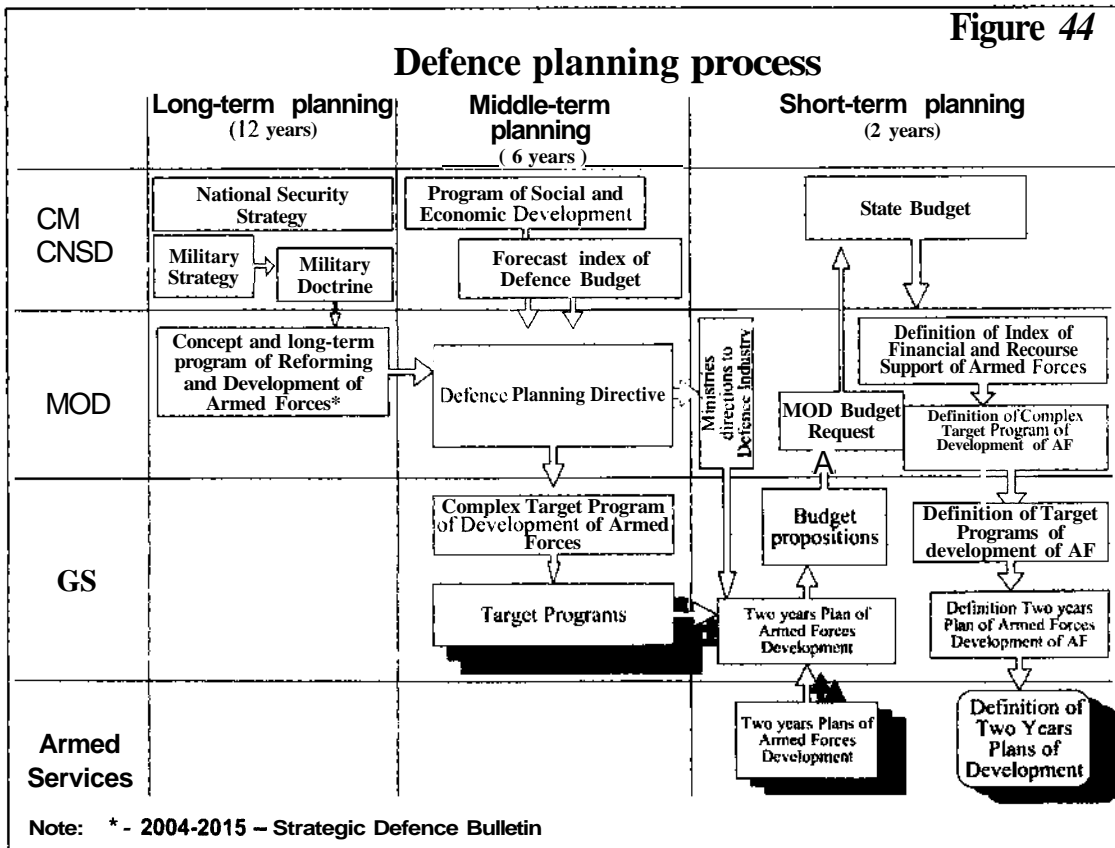 Figure 44
Defence planning process
Long-term planning
(12 years)
Middle-term
planning
( 6 years )
Short-term planning
(2 years)
CM
CNSD
National Security
Strategy
Military
Strategy
Military
Doctrine
Program of Social and
Economic Development
Forecast index of
Defence Budget
State Budget
MOD
Concept and long-term
program of Reforming
and Development of
Armed Forces*
Defence Planning Directive
Ministries
directions to
Defence industry
MOD Budget
Request
A
Definition of Index of
Financial and Recourse
Support of Armed Forces
Definition of Complex
Target Program of
Development of AF
GS
Complex Target Program
of Development of Armed
Forces
Target Programs
Budget
propositions
Two years Plan of
Armed Forces
Development
Definition of Target
Programs of
development of AF
Definition Two years
Plan of Armed Forces
Development of AF
Armed
Services
Two years Plans of
Armed Forces
Development
Definition of
Two Years
Plans of
Development
Note: * - 2004-2015 – Strategic Defence Bulletin